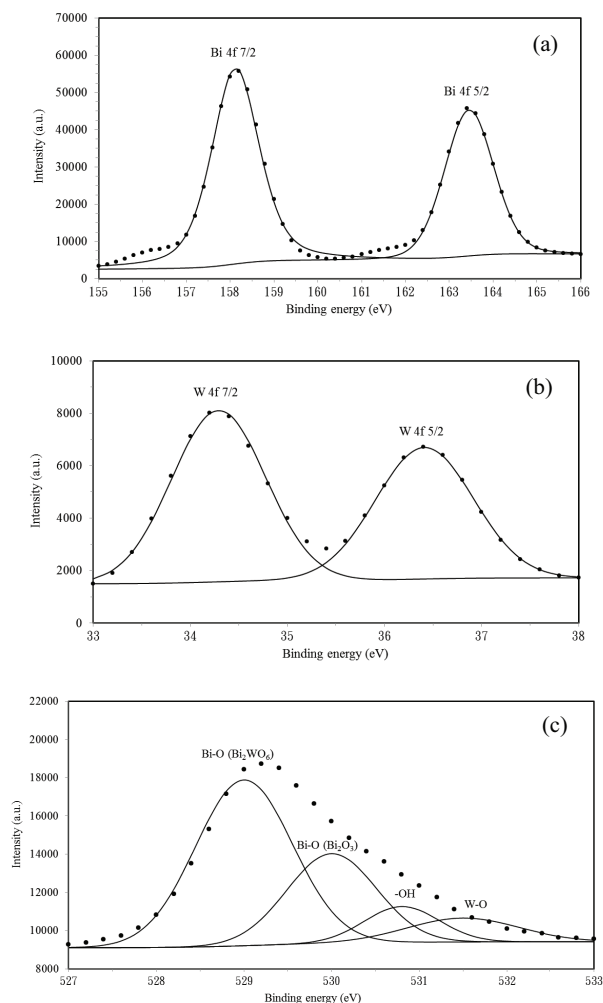 (a)
Bi 4f 7/2
Bi 4f 5/2
Intensity (a.u.)
70000
60000
50000
40000
30000
20000
10000
0
155 156 157 158 159 160 161 162 163 164 165 166
Binding energy (eV)
(b)
W 4f 7/2
W 4f 5/2
Intensity (a.u.)
10000
8000
6000
4000
2000
0
33 34 35 36 37 38
Binding energy (eV)
(c)
Bi-O (Bi₂WO₆)
Bi-O (Bi₂O₃)
-OH
W-O
Intensity (a.u.)
22000
20000
18000
16000
14000
12000
10000
8000
527 528 529 530 531 532 533
Binding energy (eV)